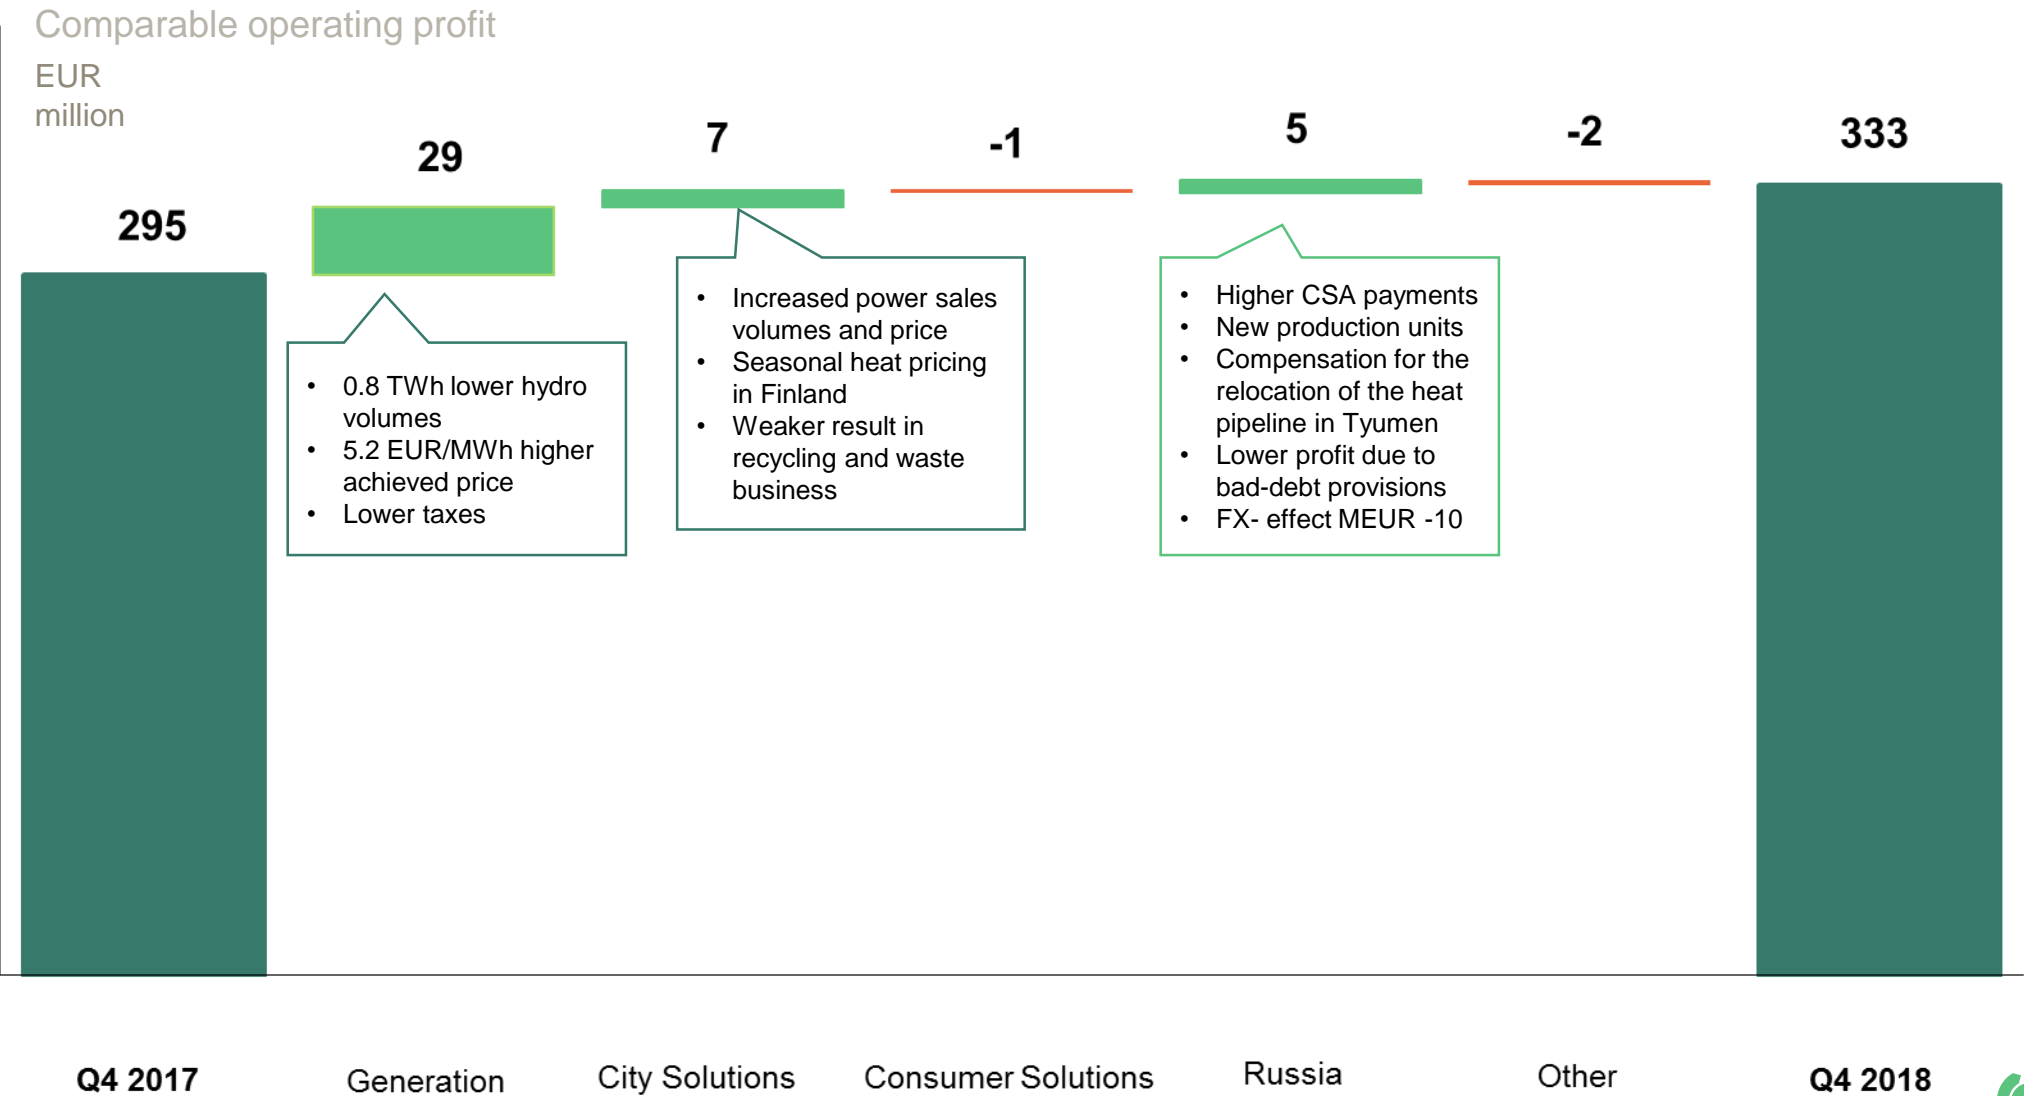 Comparable operating profit
EUR
million
295
29
7
-1
5
-2
333
• 0.8 TWh lower hydro
volumes
• 5.2 EUR/MWh higher
achieved price
• Lower taxes
• Increased power sales
volumes and price
• Seasonal heat pricing
in Finland
• Weaker result in
recycling and waste
business
• Higher CSA payments
• New production units
• Compensation for the
relocation of the heat
pipeline in Tyumen
• Lower profit due to
bad-debt provisions
• FX- effect MEUR -10
Q4 2017
Generation
City Solutions
Consumer Solutions
Russia
Other
Q4 2018